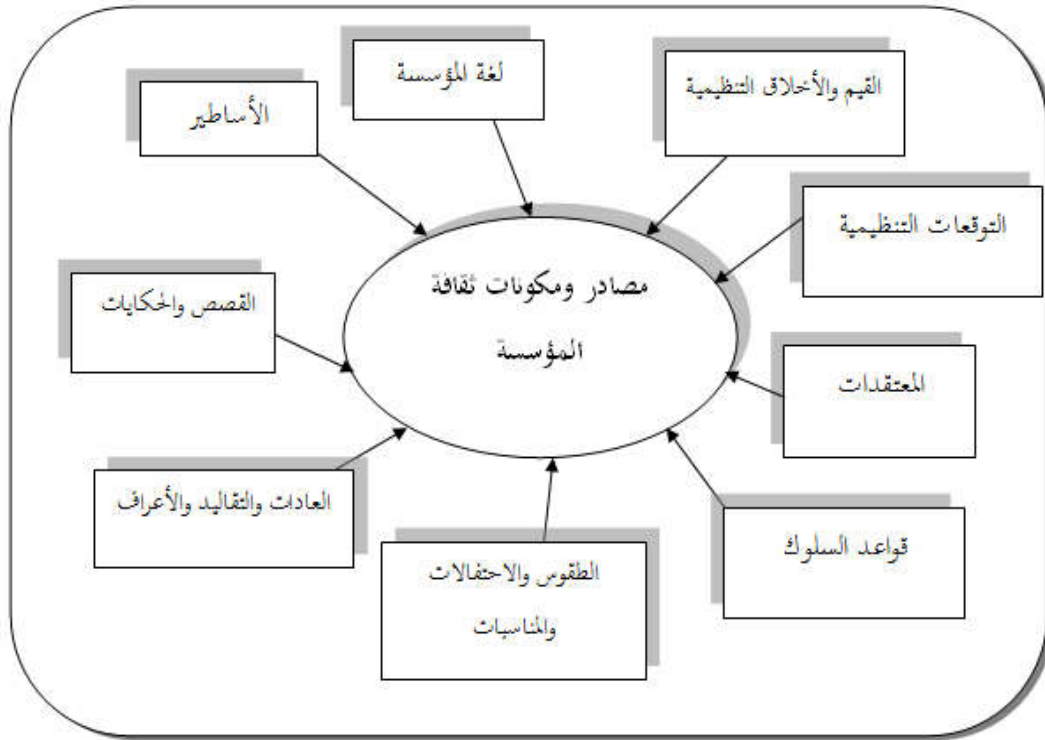 لغة المؤسسة
القيم والأخلاق التنظيمية
الأساطير
التوقعات التنظيمية
مصادر ومكونات ثقافة
المؤسسة
القصص والحكايات
المعتقدات
العادات والتقاليد والأعراف
قواعد السلوك
الطقوس والاحتفالات
والمناسبات